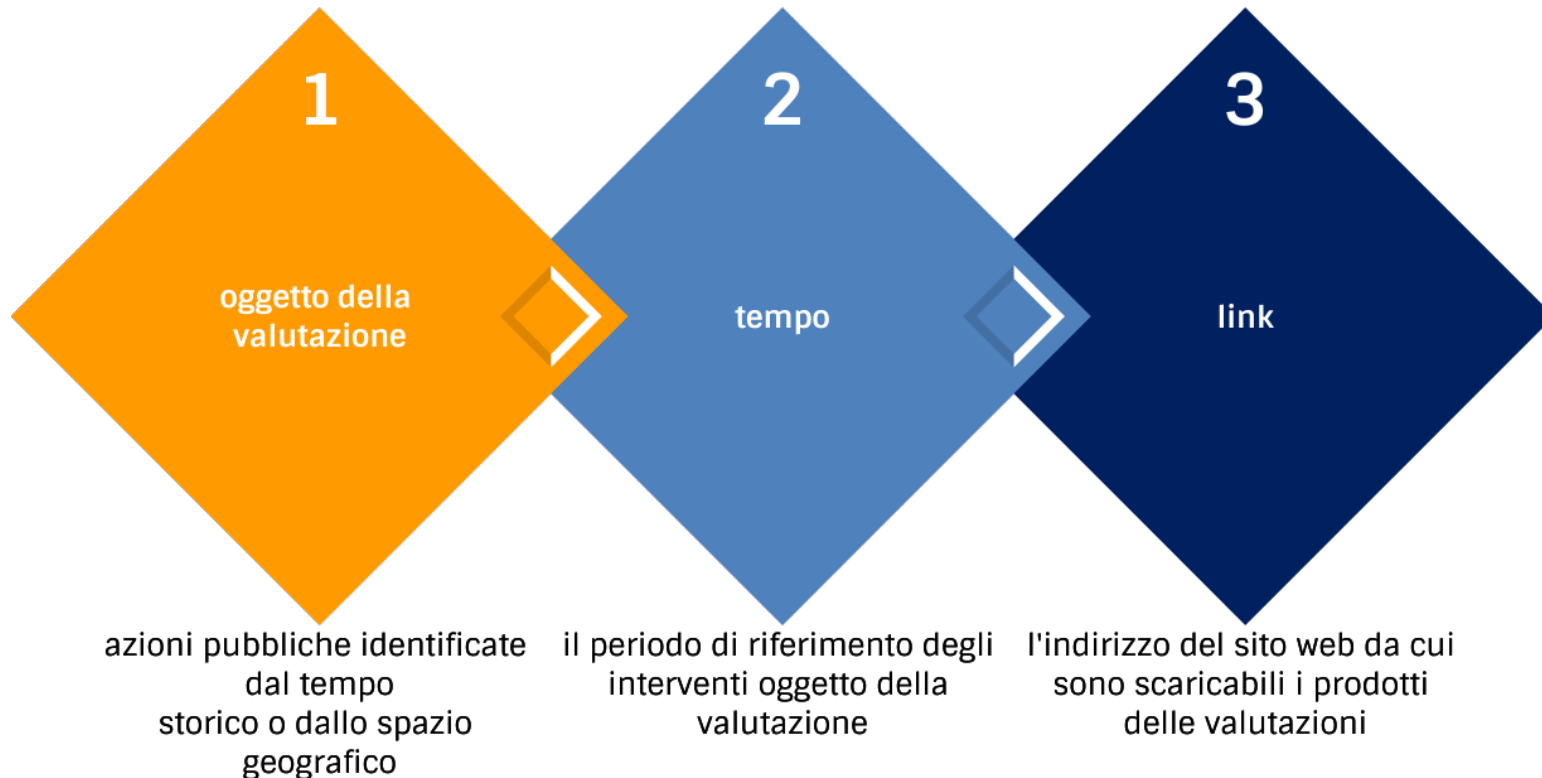 1
oggetto della
valutazione
azioni pubbliche identificate
dal tempo
storico o dallo spazio
geografico
2
tempo
il periodo di riferimento degli
interventi oggetto della
valutazione
3
link
l'indirizzo del sito web da cui
sono scaricabili i prodotti
delle valutazioni